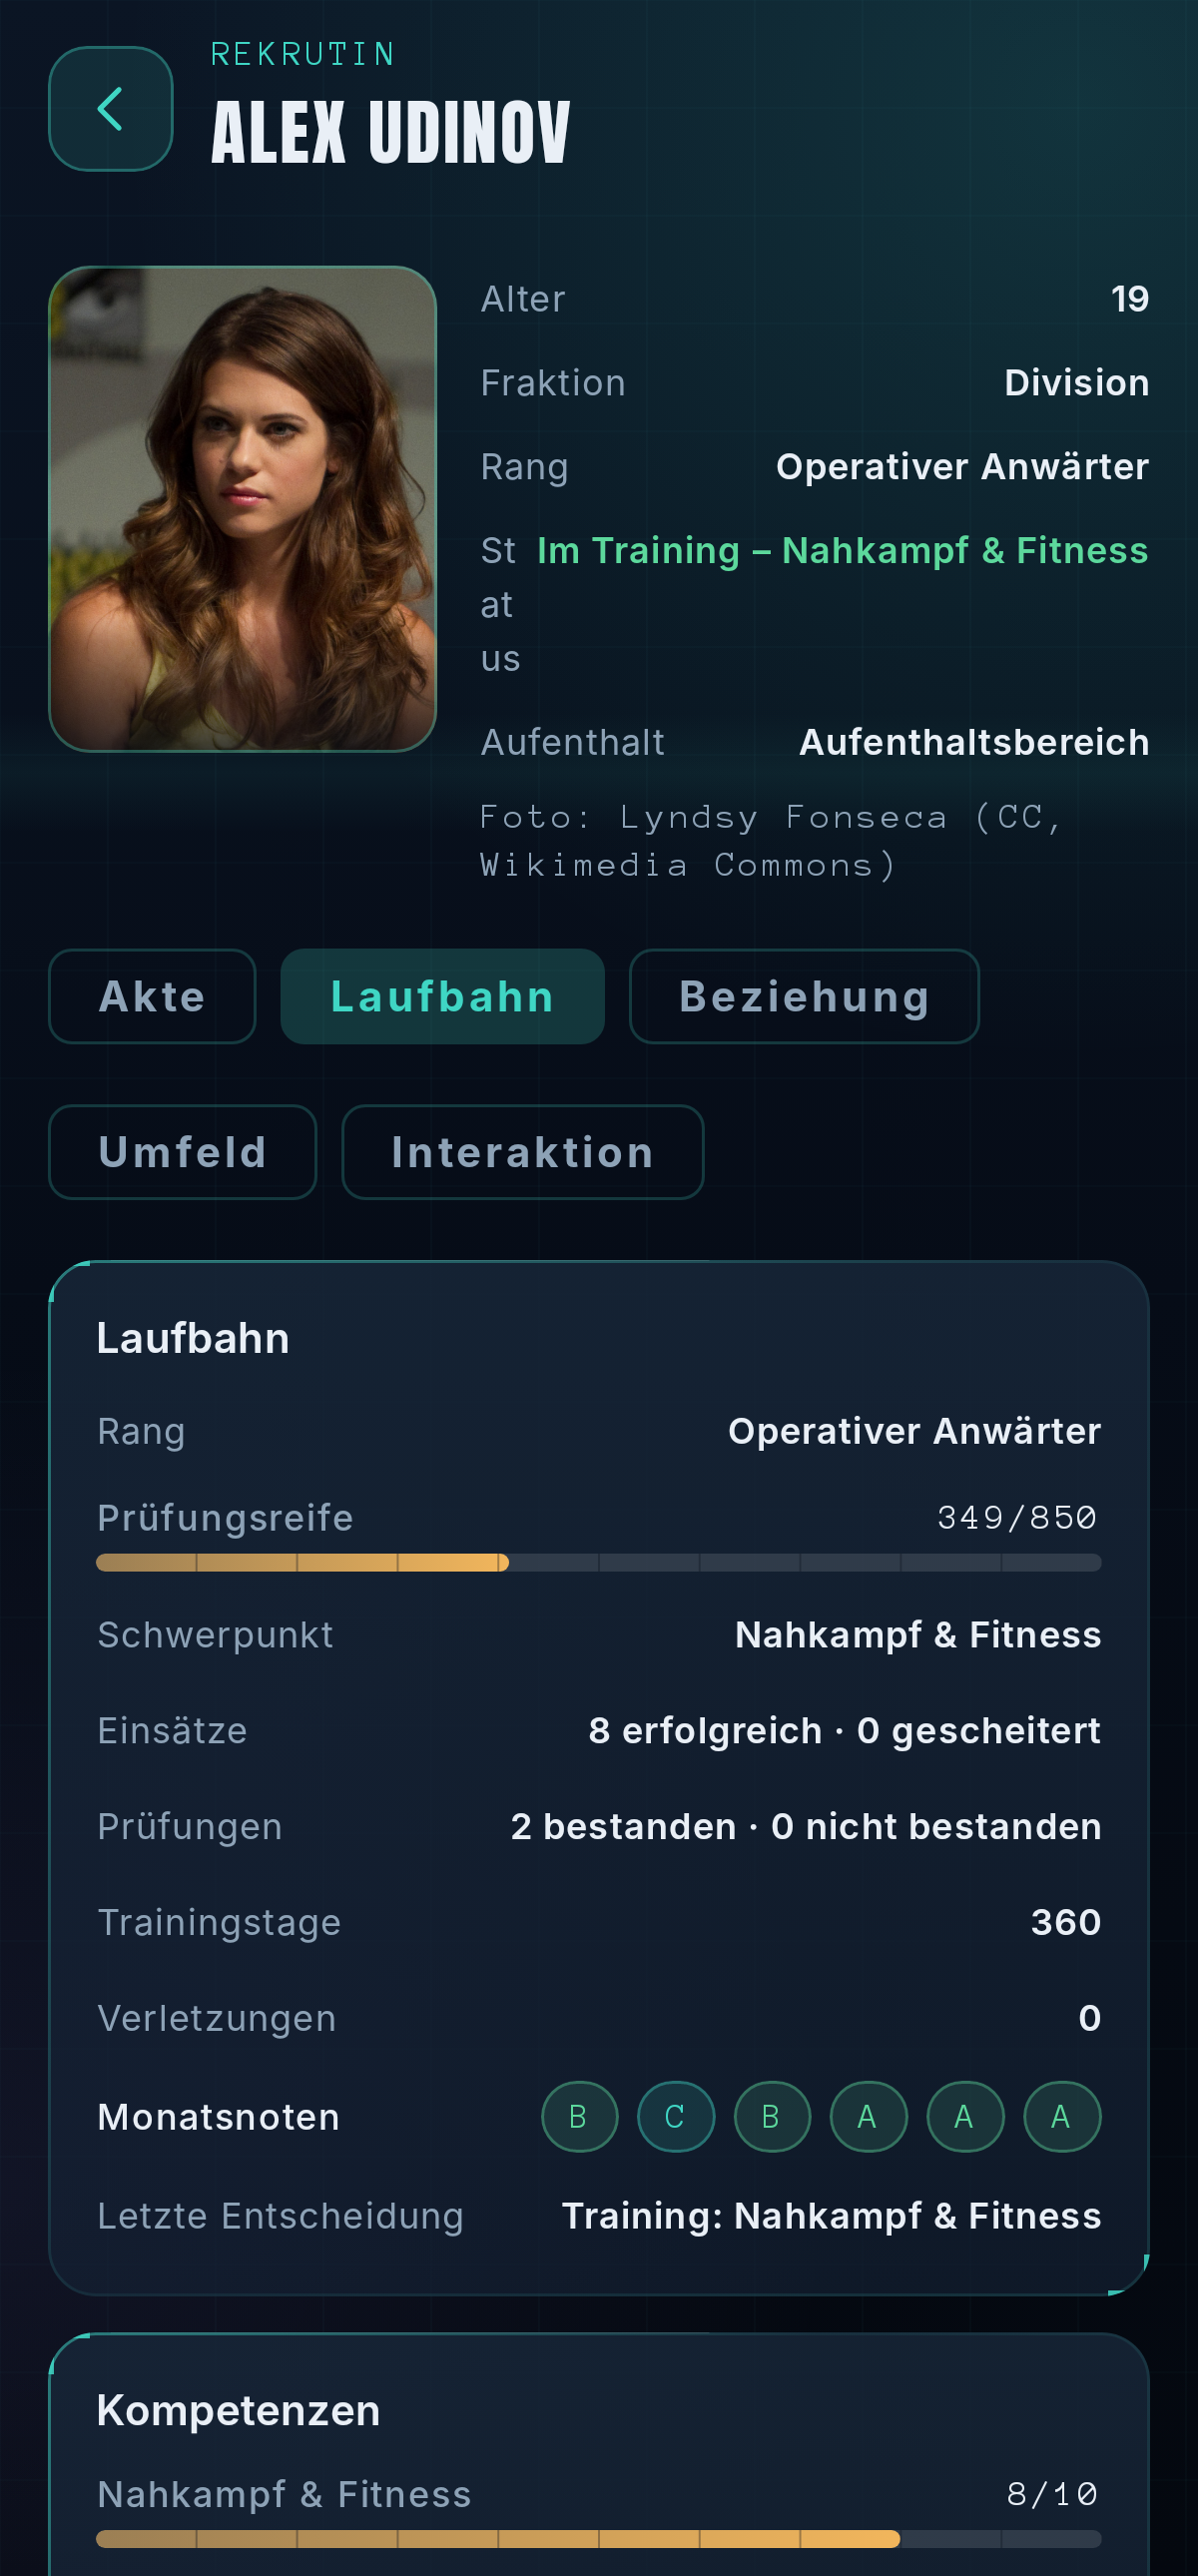 REKRUTIN
ALEX UDINOV
Alter 19
Fraktion Division
Rang Operativer Anwärter
Status Im Training – Nahkampf & Fitness
Aufenthalt Aufenthaltsbereich
Foto: Lyndsy Fonseca (CC,
Wikimedia Commons)
Akte Laufbahn Beziehung
Umfeld Interaktion
Laufbahn
Rang Operativer Anwärter
Prüfungsreife 349/850
Schwerpunkt Nahkampf & Fitness
Einsätze 8 erfolgreich · 0 gescheitert
Prüfungen 2 bestanden · 0 nicht bestanden
Trainingstage 360
Verletzungen 0
Monatsnoten B C B A A A
Letzte Entscheidung Training: Nahkampf & Fitness
Kompetenzen
Nahkampf & Fitness 8/10